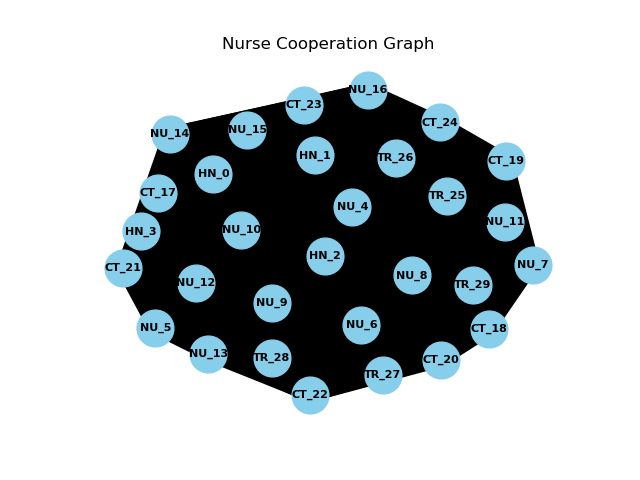 Nurse Cooperation Graph
NU_16
CT_23
CT_24
NU_15
NU_14
HN_1
TR_26
CT_19
HN_0
CT_17
TR_25
NU_4
NU_11
NU_10
HN_3
HN_2
NU_7
CT_21
NU_8
NU_12
TR_29
NU_9
NU_6
NU_5
CT_18
NU_13
TR_28
CT_20
TR_27
CT_22